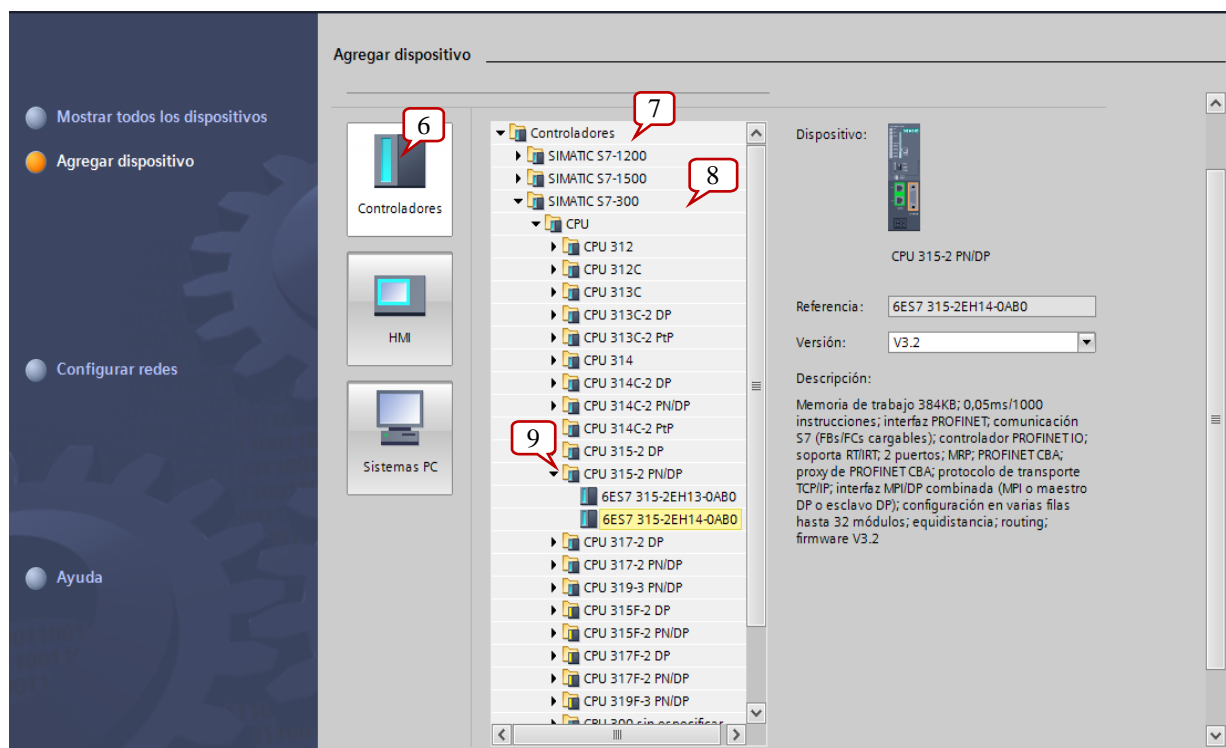 Agregar dispositivo
Mostrar todos los dispositivos
Agregar dispositivo
Configurar redes
Ayuda
6
Controladores
HMI
Sistemas PC
7
8
9
Controladores
SIMATIC S7-1200
SIMATIC S7-1500
SIMATIC S7-300
CPU
CPU 312
CPU 312C
CPU 313C
CPU 313C-2 DP
CPU 313C-2 PtP
CPU 314
CPU 314C-2 DP
CPU 314C-2 PN/DP
CPU 314C-2 PtP
CPU 315-2 DP
CPU 315-2 PN/DP
6ES7 315-2EH13-0AB0
6ES7 315-2EH14-0AB0
CPU 317-2 DP
CPU 317-2 PN/DP
CPU 319-3 PN/DP
CPU 315F-2 DP
CPU 315F-2 PN/DP
CPU 317F-2 DP
CPU 317F-2 PN/DP
CPU 319F-3 PN/DP
CPU 300 sin especificar
Dispositivo:
CPU 315-2 PN/DP
Referencia: 6ES7 315-2EH14-0AB0
Versión: V3.2
Descripción:
Memoria de trabajo 384KB; 0,05ms/1000
instrucciones; interfaz PROFINET; comunicación
S7 (FBs/FCs cargables); controlador PROFINET IO;
soporta RT/IRT; 2 puertos; MRP; PROFINET CBA;
proxy de PROFINET CBA; protocolo de transporte
TCP/IP; interfaz MPI/DP combinada (MPI o maestro
DP o esclavo DP); configuración en varias filas
hasta 32 módulos; equidistancia; routing;
firmware V3.2